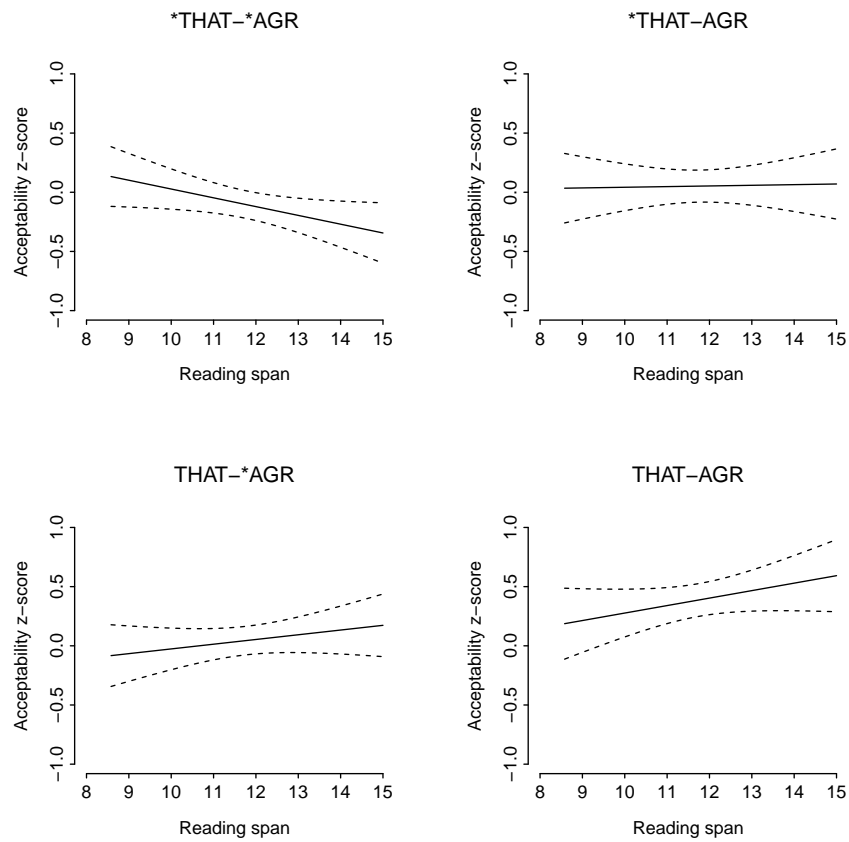 *THAT−*AGR
Acceptability z−score
1.0
0.5
0.0
−0.5
−1.0
8 9 10 11 12 13 14 15
Reading span
*THAT−AGR
Acceptability z−score
1.0
0.5
0.0
−0.5
−1.0
8 9 10 11 12 13 14 15
Reading span
THAT−*AGR
Acceptability z−score
1.0
0.5
0.0
−0.5
−1.0
8 9 10 11 12 13 14 15
Reading span
THAT−AGR
Acceptability z−score
1.0
0.5
0.0
−0.5
−1.0
8 9 10 11 12 13 14 15
Reading span